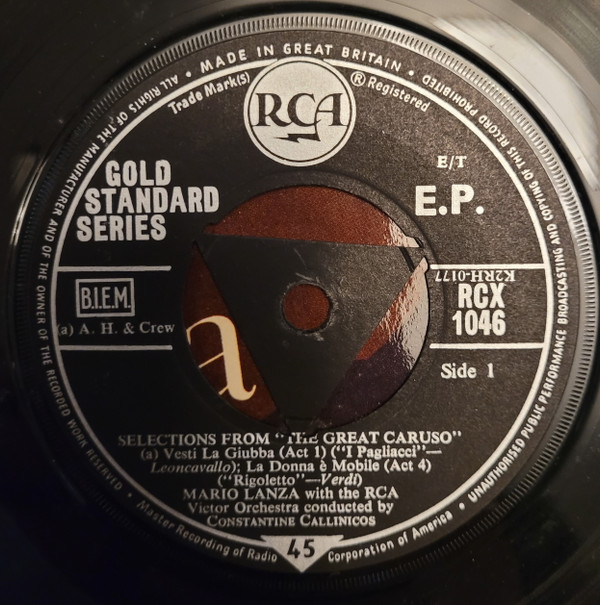 ALL RIGHTS OF THE MANUFACTURER AND OF THE OWNER OF THE RECORDED WORK RESERVED • MADE IN GREAT BRITAIN • UNAUTHORISED PUBLIC PERFORMANCE BROADCASTING AND COPYING OF THIS RECORD PROHIBITED
Trade Mark(s)
RCA
® Registered
GOLD
STANDARD
SERIES
E/T
E.P.
B.I.E.M.
(a) A. H. & Crew
K2RH-0177
RCX
1046
Side 1
a
SELECTIONS FROM "THE GREAT CARUSO"
(a) Vesti La Giubba (Act 1) ("I Pagliacci"—
Leoncavallo); La Donna è Mobile (Act 4)
("Rigoletto"—Verdi)
MARIO LANZA with the RCA
Victor Orchestra conducted by
CONSTANTINE CALLINICOS
• Master Recording of Radio Corporation of America •
45